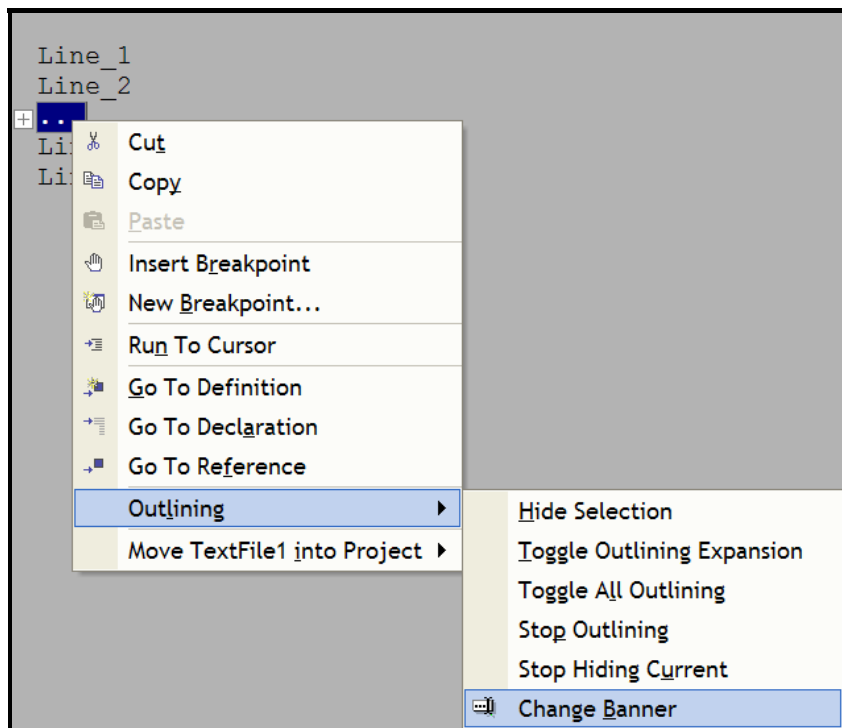 Line_1
Line_2
...
Li
Li
Cut
Copy
Paste
Insert Breakpoint
New Breakpoint...
Run To Cursor
Go To Definition
Go To Declaration
Go To Reference
Outlining
Move TextFile1 into Project
Hide Selection
Toggle Outlining Expansion
Toggle All Outlining
Stop Outlining
Stop Hiding Current
Change Banner